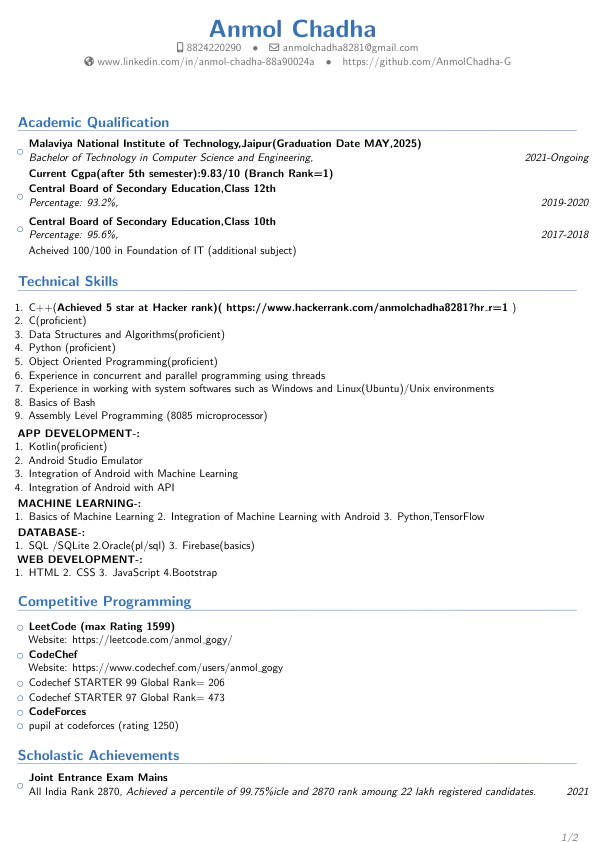 Anmol Chadha
8824220290 • anmolchadha8281@gmail.com
www.linkedin.com/in/anmol-chadha-88a90024a • https://github.com/AnmolChadha-G
Academic Qualification
Malaviya National Institute of Technology,Jaipur(Graduation Date MAY,2025)
Bachelor of Technology in Computer Science and Engineering, 2021-Ongoing
Current Cgpa(after 5th semester):9.83/10 (Branch Rank=1)
Central Board of Secondary Education,Class 12th
Percentage: 93.2%, 2019-2020
Central Board of Secondary Education,Class 10th
Percentage: 95.6%, 2017-2018
Acheived 100/100 in Foundation of IT (additional subject)
Technical Skills
1. C++(Achieved 5 star at Hacker rank)( https://www.hackerrank.com/anmolchadha8281?hr_r=1 )
2. C(proficient)
3. Data Structures and Algorithms(proficient)
4. Python (proficient)
5. Object Oriented Programming(proficient)
6. Experience in concurrent and parallel programming using threads
7. Experience in working with system softwares such as Windows and Linux(Ubuntu)/Unix environments
8. Basics of Bash
9. Assembly Level Programming (8085 microprocessor)
APP DEVELOPMENT-:
1. Kotlin(proficient)
2. Android Studio Emulator
3. Integration of Android with Machine Learning
4. Integration of Android with API
MACHINE LEARNING-:
1. Basics of Machine Learning 2. Integration of Machine Learning with Android 3. Python,TensorFlow
DATABASE-:
1. SQL /SQLite 2.Oracle(pl/sql) 3. Firebase(basics)
WEB DEVELOPMENT-:
1. HTML 2. CSS 3. JavaScript 4.Bootstrap
Competitive Programming
LeetCode (max Rating 1599)
Website: https://leetcode.com/anmol_gogy/
CodeChef
Website: https://www.codechef.com/users/anmol_gogy
Codechef STARTER 99 Global Rank= 206
Codechef STARTER 97 Global Rank= 473
CodeForces
pupil at codeforces (rating 1250)
Scholastic Achievements
Joint Entrance Exam Mains
All India Rank 2870, Achieved a percentile of 99.75%icle and 2870 rank amoung 22 lakh registered candidates. 2021
1/2